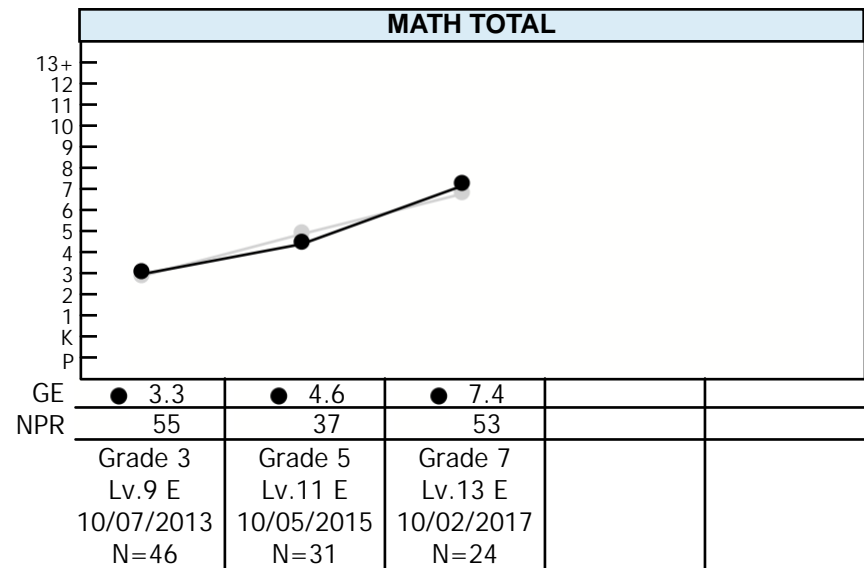 MATH TOTAL
13+
12
11
10
9
8
7
6
5
4
3
2
1
K
P
GE 3.3 4.6 7.4
NPR 55 37 53
Grade 3 Grade 5 Grade 7
Lv.9 E Lv.11 E Lv.13 E
10/07/2013 10/05/2015 10/02/2017
N=46 N=31 N=24